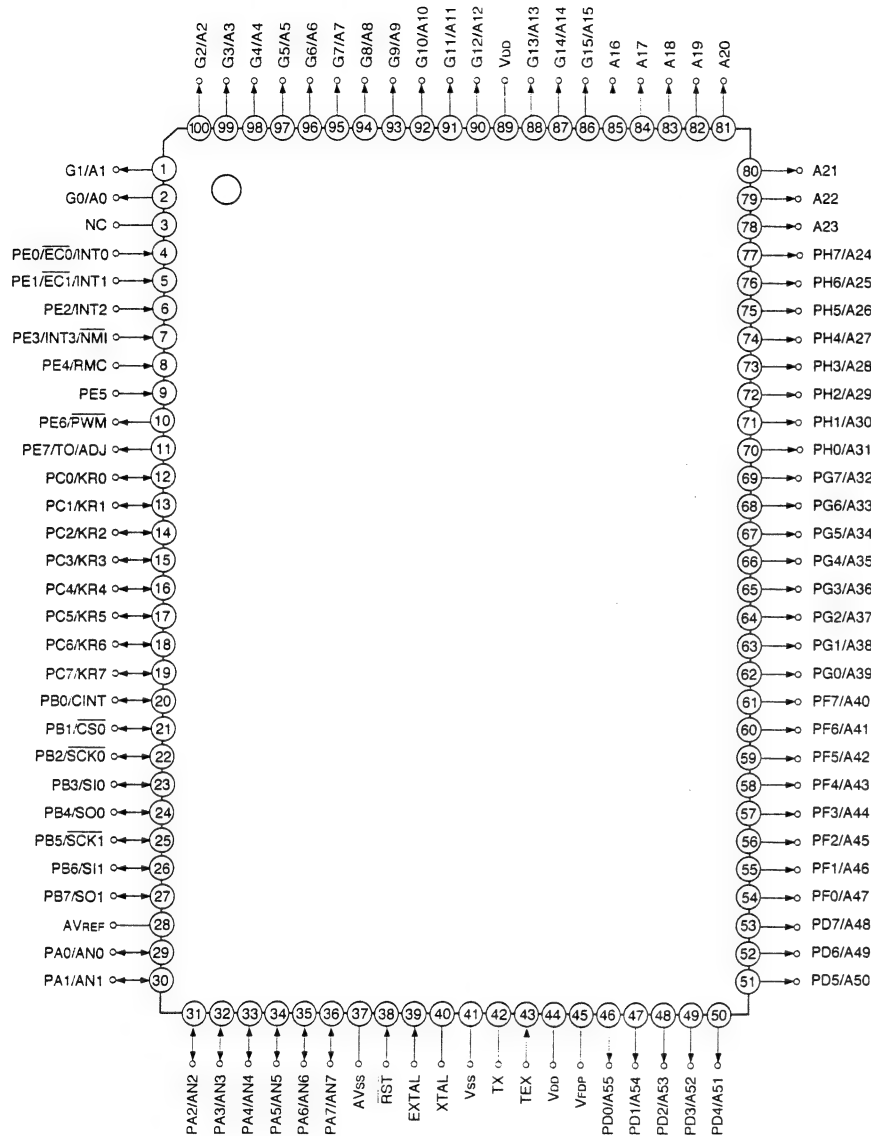 G2/A2
G3/A3
G4/A4
G5/A5
G6/A6
G7/A7
G8/A8
G9/A9
G10/A10
G11/A11
G12/A12
VDD
G13/A13
G14/A14
G15/A15
A16
A17
A18
A19
A20
100 99 98 97 96 95 94 93 92 91 90 89 88 87 86 85 84 83 82 81
G1/A1 1
G0/A0 2
NC 3
PE0/E̅C̅0̅/INT0 4
PE1/E̅C̅1̅/INT1 5
PE2/INT2 6
PE3/INT3/N̅M̅I̅ 7
PE4/RMC 8
PE5 9
PE6/P̅W̅M̅ 10
PE7/TO/ADJ 11
PC0/KR0 12
PC1/KR1 13
PC2/KR2 14
PC3/KR3 15
PC4/KR4 16
PC5/KR5 17
PC6/KR6 18
PC7/KR7 19
PB0/CINT 20
PB1/C̅S̅0̅ 21
PB2/S̅C̅K̅0̅ 22
PB3/SI0 23
PB4/SO0 24
PB5/S̅C̅K̅1̅ 25
PB6/SI1 26
PB7/SO1 27
AVREF 28
PA0/AN0 29
PA1/AN1 30
80 A21
79 A22
78 A23
77 PH7/A24
76 PH6/A25
75 PH5/A26
74 PH4/A27
73 PH3/A28
72 PH2/A29
71 PH1/A30
70 PH0/A31
69 PG7/A32
68 PG6/A33
67 PG5/A34
66 PG4/A35
65 PG3/A36
64 PG2/A37
63 PG1/A38
62 PG0/A39
61 PF7/A40
60 PF6/A41
59 PF5/A42
58 PF4/A43
57 PF3/A44
56 PF2/A45
55 PF1/A46
54 PF0/A47
53 PD7/A48
52 PD6/A49
51 PD5/A50
31 32 33 34 35 36 37 38 39 40 41 42 43 44 45 46 47 48 49 50
PA2/AN2
PA3/AN3
PA4/AN4
PA5/AN5
PA6/AN6
PA7/AN7
AVSS
R̅S̅T̅
EXTAL
XTAL
VSS
TX
TEX
VDD
VFDP
PD0/A55
PD1/A54
PD2/A53
PD3/A52
PD4/A51